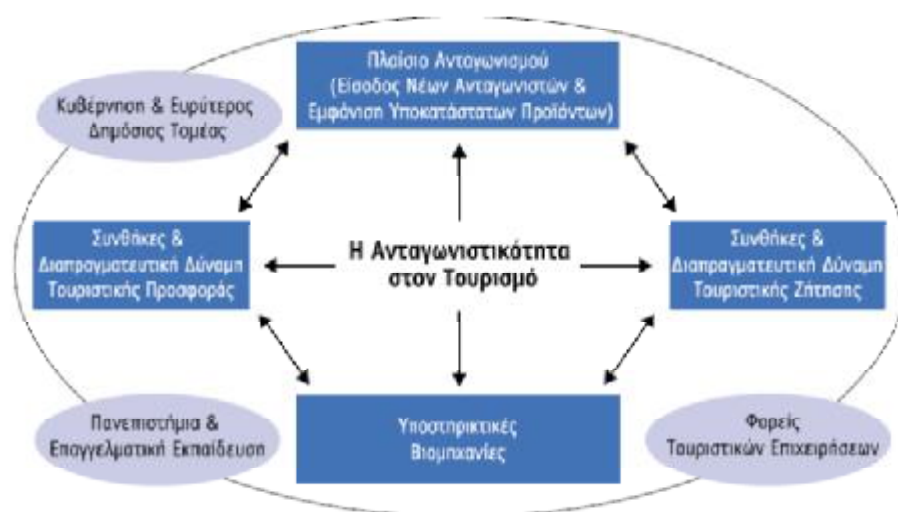 Πλαίσιο Ανταγωνισμού
(Είσοδος Νέων Ανταγωνιστών &
Εμφάνιση Υποκατάστατων Προϊόντων)
Κυβέρνηση & Ευρύτερος
Δημόσιος Τομέας
Συνθήκες &
Διαπραγματευτική Δύναμη
Τουριστικής Προσφοράς
Η Ανταγωνιστικότητα
στον Τουρισμό
Συνθήκες &
Διαπραγματευτική Δύναμη
Τουριστικής Ζήτησης
Πανεπιστήμια &
Επαγγελματική Εκπαίδευση
Υποστηρικτικές
Βιομηχανίες
Φορείς
Τουριστικών Επιχειρήσεων